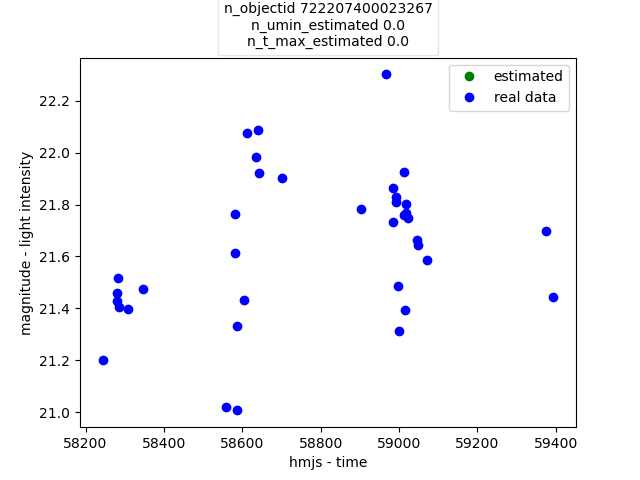 n_objectid 722207400023267
n_umin_estimated 0.0
n_t_max_estimated 0.0
estimated
real data
magnitude - light intensity
22.2
22.0
21.8
21.6
21.4
21.2
21.0
58200 58400 58600 58800 59000 59200 59400
hmjs - time